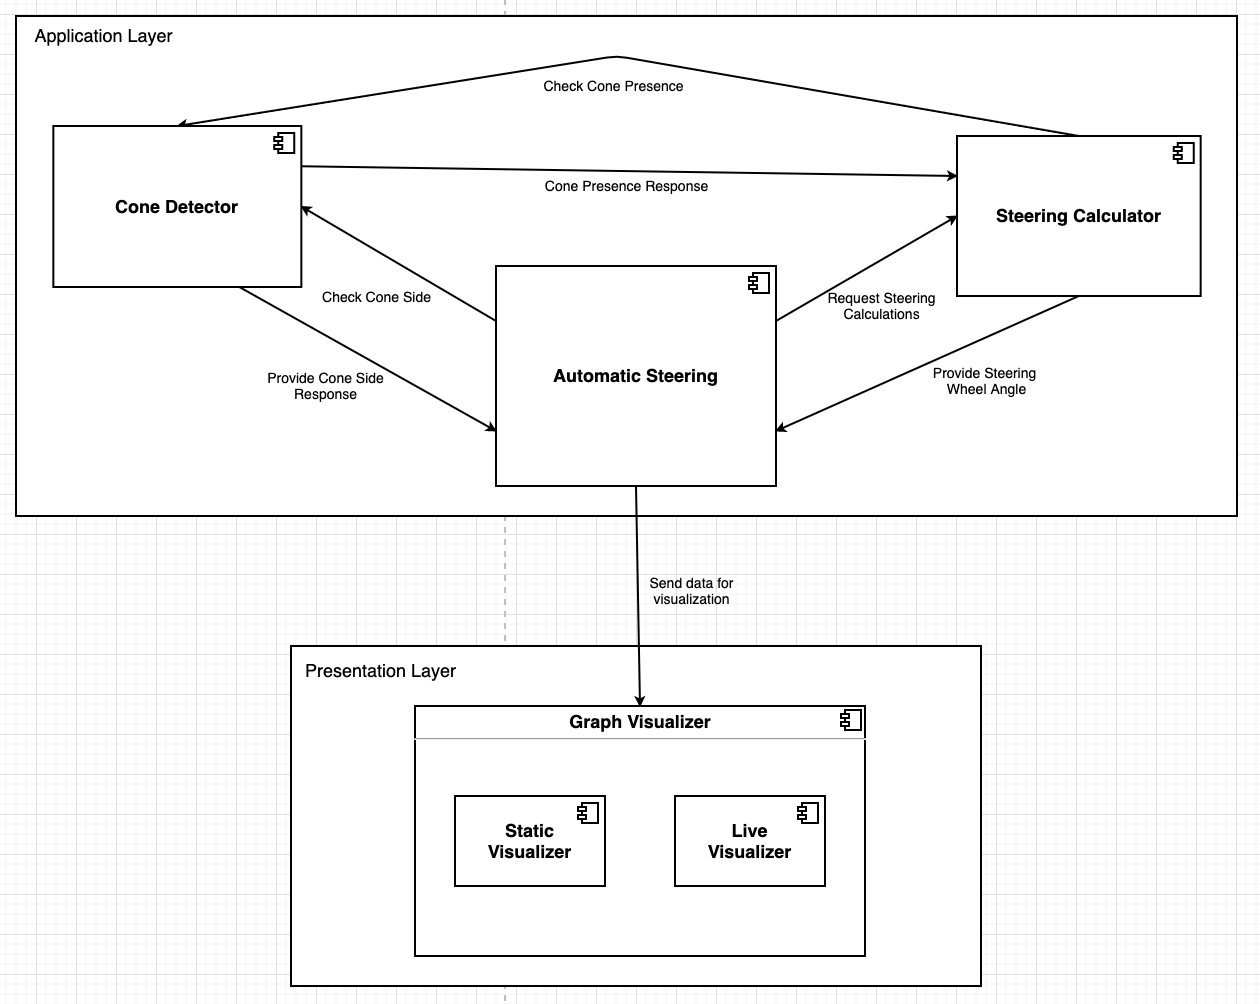 Application Layer
Check Cone Presence
Cone Presence Response
Cone Detector
Steering Calculator
Check Cone Side
Request Steering
Calculations
Automatic Steering
Provide Cone Side
Response
Provide Steering
Wheel Angle
Send data for
visualization
Presentation Layer
Graph Visualizer
Static
Visualizer
Live
Visualizer